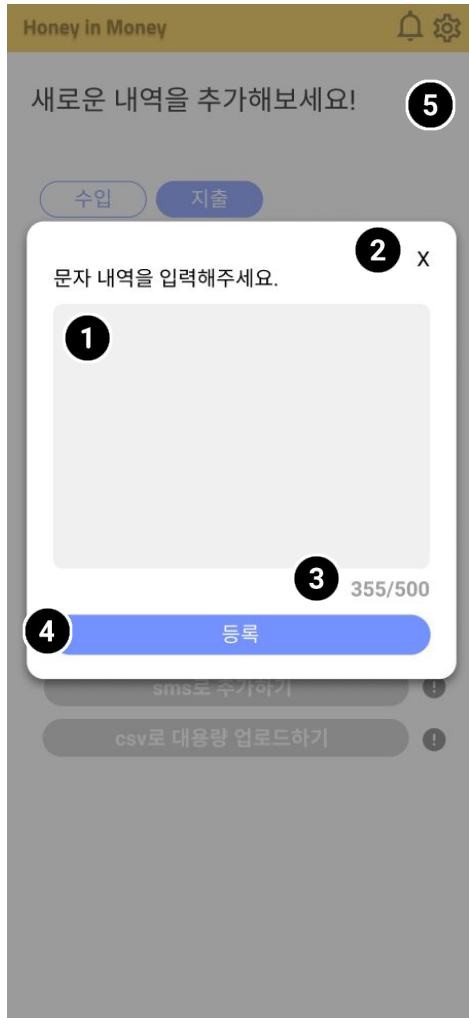 Honey in Money
새로운 내역을 추가해보세요!
5
수입 지출
2
X
문자 내역을 입력해주세요.
1
3
355/500
4
등록
sms로 추가하기 !
csv로 대용량 업로드하기 !